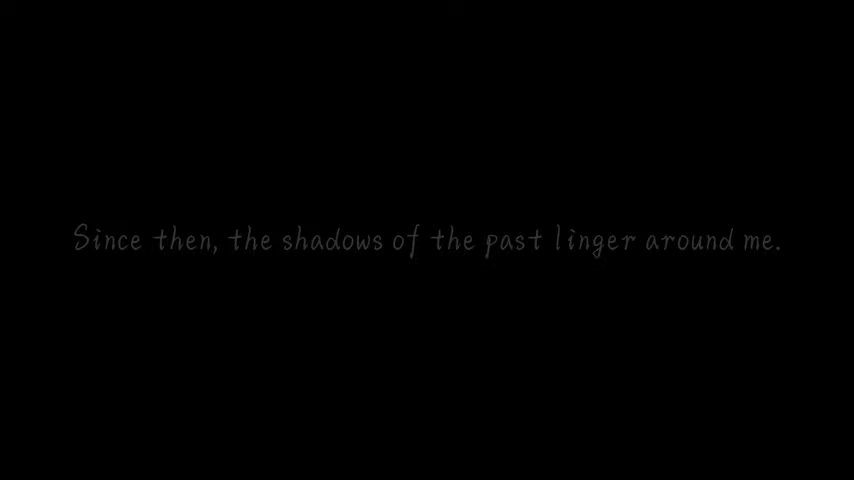 Since then, the shadows of the past linger around me.